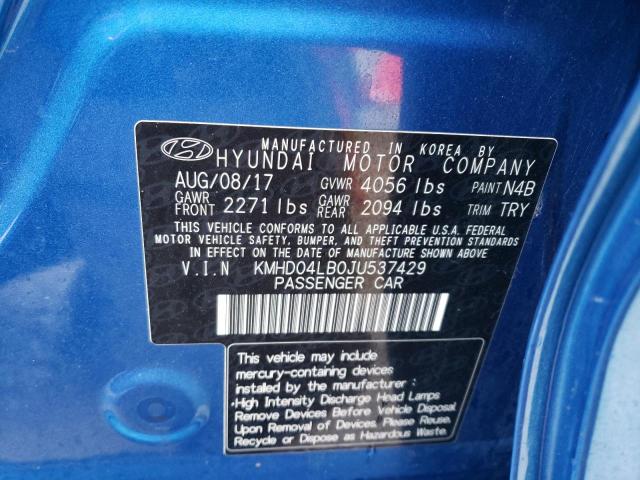 MANUFACTURED IN KOREA BY
HYUNDAI MOTOR COMPANY
AUG/08/17 GVWR 4056 lbs PAINT N4B
GAWR FRONT 2271 lbs GAWR REAR 2094 lbs TRIM TRY
THIS VEHICLE CONFORMS TO ALL APPLICABLE U.S.A. FEDERAL
MOTOR VEHICLE SAFETY, BUMPER, AND THEFT PREVENTION STANDARDS
IN EFFECT ON THE DATE OF MANUFACTURE SHOWN ABOVE
V.I.N KMHD04LB0JU537429
PASSENGER CAR
This vehicle may include
mercury-containing devices
installed by the manufacturer :
•High Intensity Discharge Head Lamps
Remove Devices Before Vehicle Disposal
Upon Removal of Devices. Please Reuse.
Recycle or Dispose as Hazardous Waste.